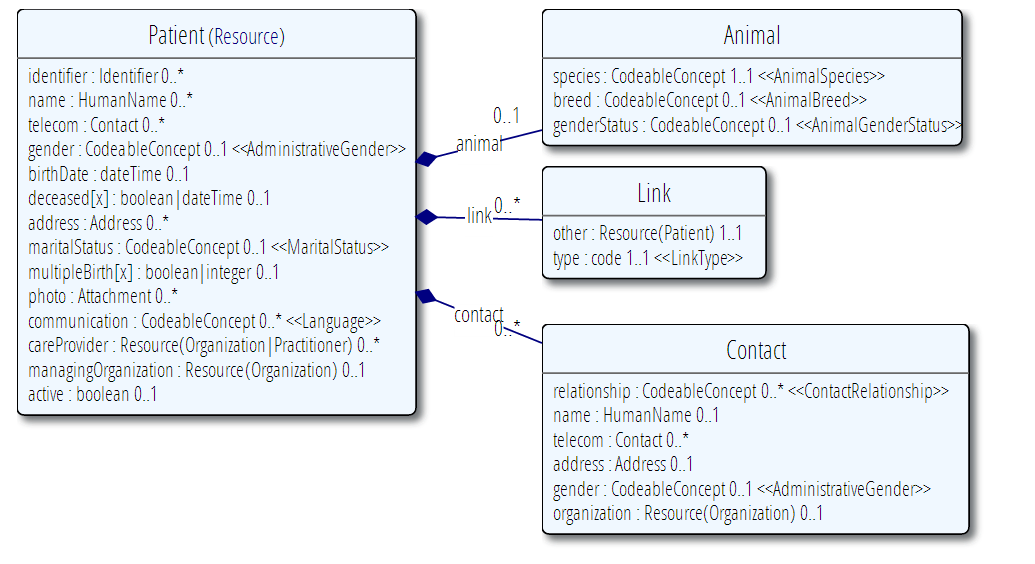 Patient (Resource)
identifier : Identifier 0..*
name : HumanName 0..*
telecom : Contact 0..*
gender : CodeableConcept 0..1 <<AdministrativeGender>>
birthDate : dateTime 0..1
deceased[x] : boolean|dateTime 0..1
address : Address 0..*
maritalStatus : CodeableConcept 0..1 <<MaritalStatus>>
multipleBirth[x] : boolean|integer 0..1
photo : Attachment 0..*
communication : CodeableConcept 0..* <<Language>>
careProvider : Resource(Organization|Practitioner) 0..*
managingOrganization : Resource(Organization) 0..1
active : boolean 0..1
0..1
animal
0..*
link
contact
0..*
Animal
species : CodeableConcept 1..1 <<AnimalSpecies>>
breed : CodeableConcept 0..1 <<AnimalBreed>>
genderStatus : CodeableConcept 0..1 <<AnimalGenderStatus>>
Link
other : Resource(Patient) 1..1
type : code 1..1 <<LinkType>>
Contact
relationship : CodeableConcept 0..* <<ContactRelationship>>
name : HumanName 0..1
telecom : Contact 0..*
address : Address 0..1
gender : CodeableConcept 0..1 <<AdministrativeGender>>
organization : Resource(Organization) 0..1